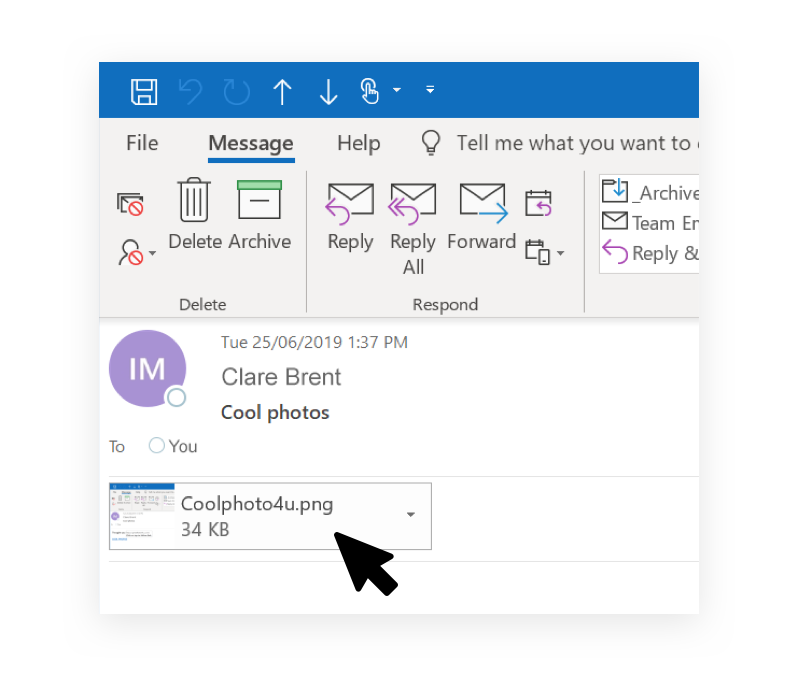 File Message Help Tell me what you want to
Delete Archive Reply Reply All Forward
_Archive
Team Em
Reply &
Delete Respond
Tue 25/06/2019 1:37 PM
IM
Clare Brent
Cool photos
To You
Coolphoto4u.png
34 KB